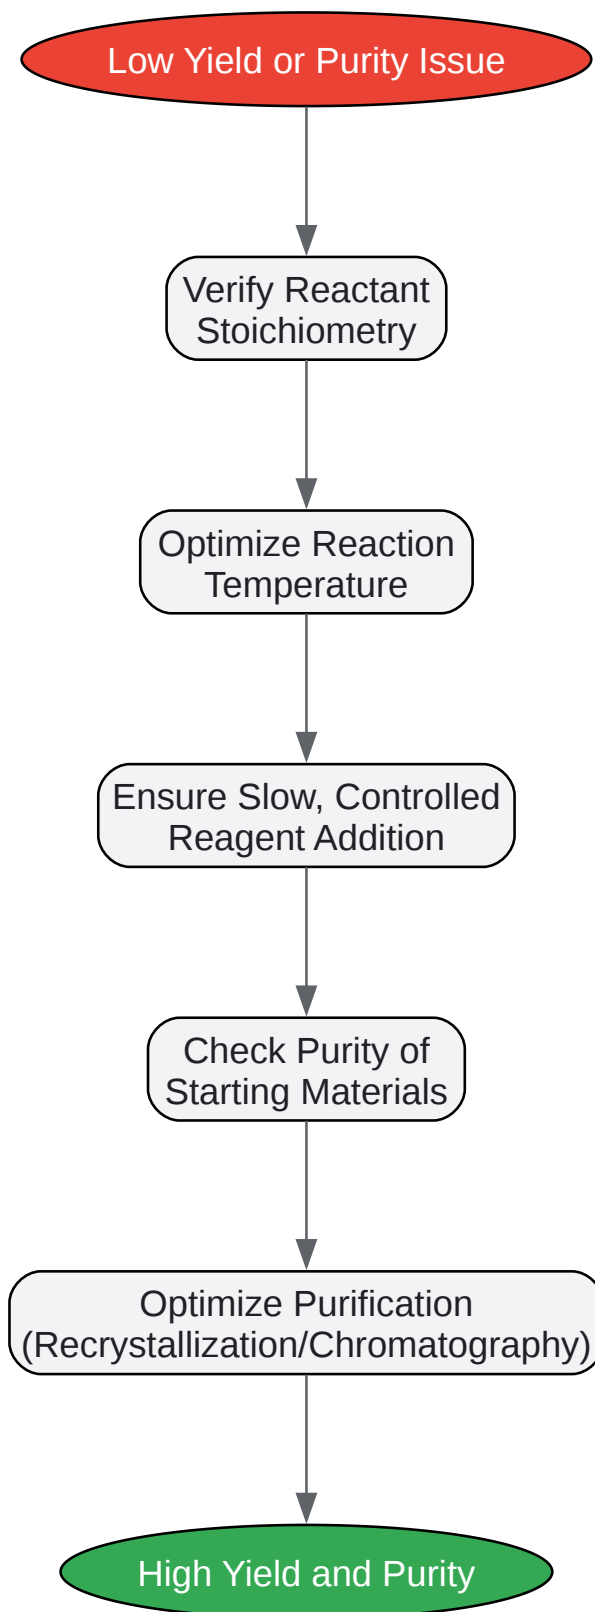 Low Yield or Purity Issue
Verify Reactant
Stoichiometry
Optimize Reaction
Temperature
Ensure Slow, Controlled
Reagent Addition
Check Purity of
Starting Materials
Optimize Purification
(Recrystallization/Chromatography)
High Yield and Purity